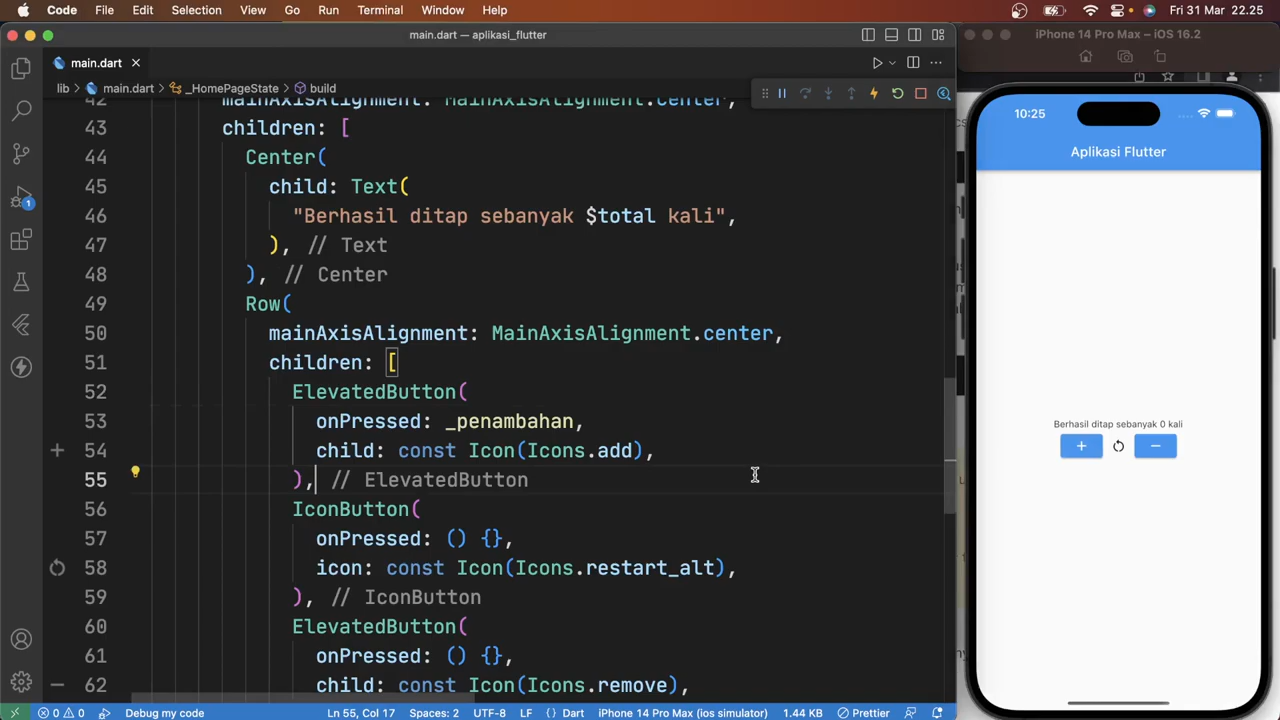 Code File Edit Selection View Go Run Terminal Window Help Fri 31 Mar 22.25
main.dart — aplikasi_flutter
iPhone 14 Pro Max – iOS 16.2
main.dart
lib > main.dart > _HomePageState > build
42 mainAxisAlignment: MainAxisAlignment.center,
43 children: [
44 Center(
45 child: Text(
46 "Berhasil ditap sebanyak $total kali",
47 ), // Text
48 ), // Center
49 Row(
50 mainAxisAlignment: MainAxisAlignment.center,
51 children: [
52 ElevatedButton(
53 onPressed: _penambahan,
54 child: const Icon(Icons.add),
55 ), // ElevatedButton
56 IconButton(
57 onPressed: () {},
58 icon: const Icon(Icons.restart_alt),
59 ), // IconButton
60 ElevatedButton(
61 onPressed: () {},
62 child: const Icon(Icons.remove),
1
0 0 Debug my code Ln 55, Col 17 Spaces: 2 UTF-8 LF {} Dart iPhone 14 Pro Max (ios simulator) 1.44 KB Prettier
10:25
Aplikasi Flutter
Berhasil ditap sebanyak 0 kali